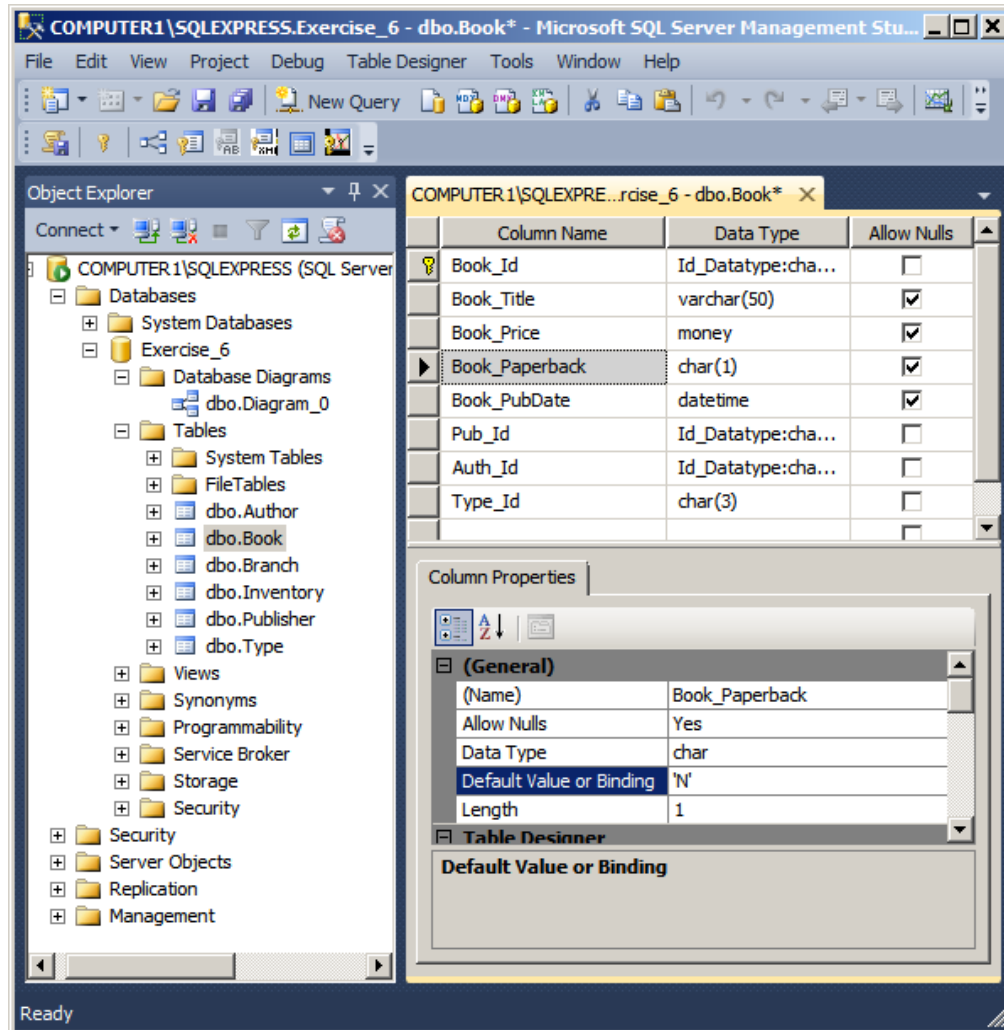 COMPUTER1\SQLEXPRESS.Exercise_6 - dbo.Book* - Microsoft SQL Server Management Stu...
File Edit View Project Debug Table Designer Tools Window Help
New Query
Object Explorer
Connect
COMPUTER1\SQLEXPRESS (SQL Server
Databases
System Databases
Exercise_6
Database Diagrams
dbo.Diagram_0
Tables
System Tables
FileTables
dbo.Author
dbo.Book
dbo.Branch
dbo.Inventory
dbo.Publisher
dbo.Type
Views
Synonyms
Programmability
Service Broker
Storage
Security
Security
Server Objects
Replication
Management
COMPUTER1\SQLEXPRE...rcise_6 - dbo.Book*
Column Name Data Type Allow Nulls
Book_Id Id_Datatype:cha...
Book_Title varchar(50)
Book_Price money
Book_Paperback char(1)
Book_PubDate datetime
Pub_Id Id_Datatype:cha...
Auth_Id Id_Datatype:cha...
Type_Id char(3)
Column Properties
(General)
(Name) Book_Paperback
Allow Nulls Yes
Data Type char
Default Value or Binding 'N'
Length 1
Table Designer
Default Value or Binding
Ready